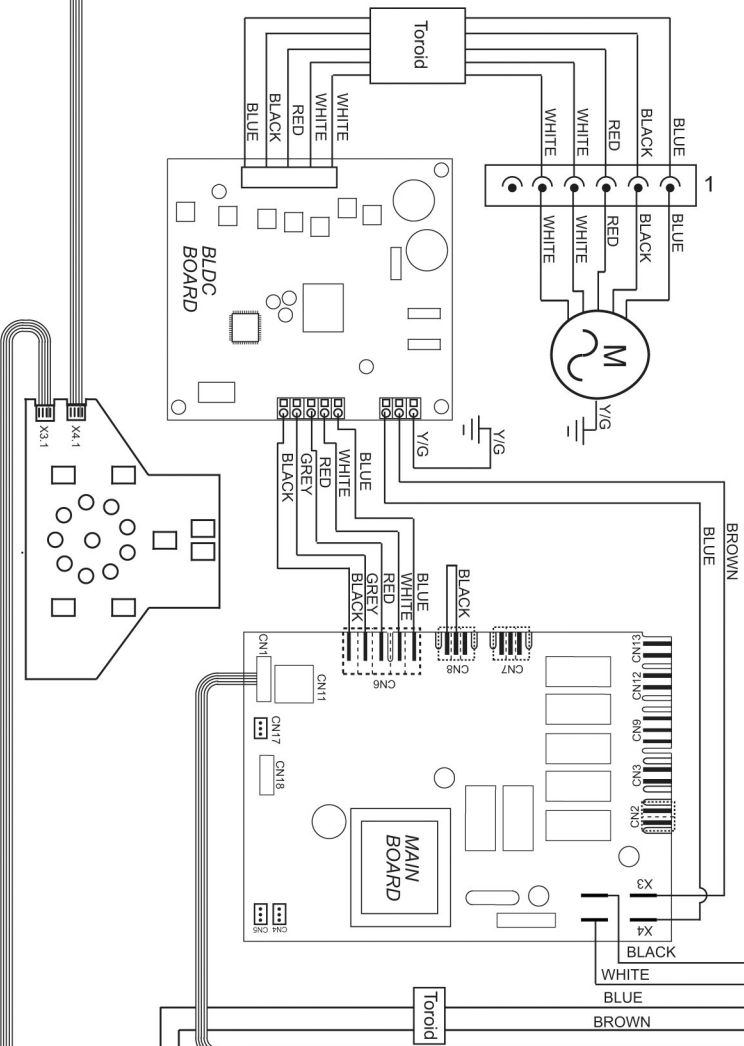 Toroid
BLUE
BLACK
RED
WHITE
WHITE
WHITE
WHITE
RED
BLACK
BLUE
1
WHITE
WHITE
RED
BLACK
BLUE
BLDC
BOARD
M
Y/G
X3.1
X4.1
Y/G
Y/G
BLACK
GREY
RED
WHITE
BLUE
BLUE
BROWN
BLACK
GREY
RED
WHITE
BLUE
BLACK
CN1
CN11
CN6
CN8
CN7
CN13
CN12
CN9
CN3
CN2
CN17
CN18
MAIN
BOARD
CN5
CN4
X3
X4
BLACK
WHITE
BLUE
BROWN
Toroid